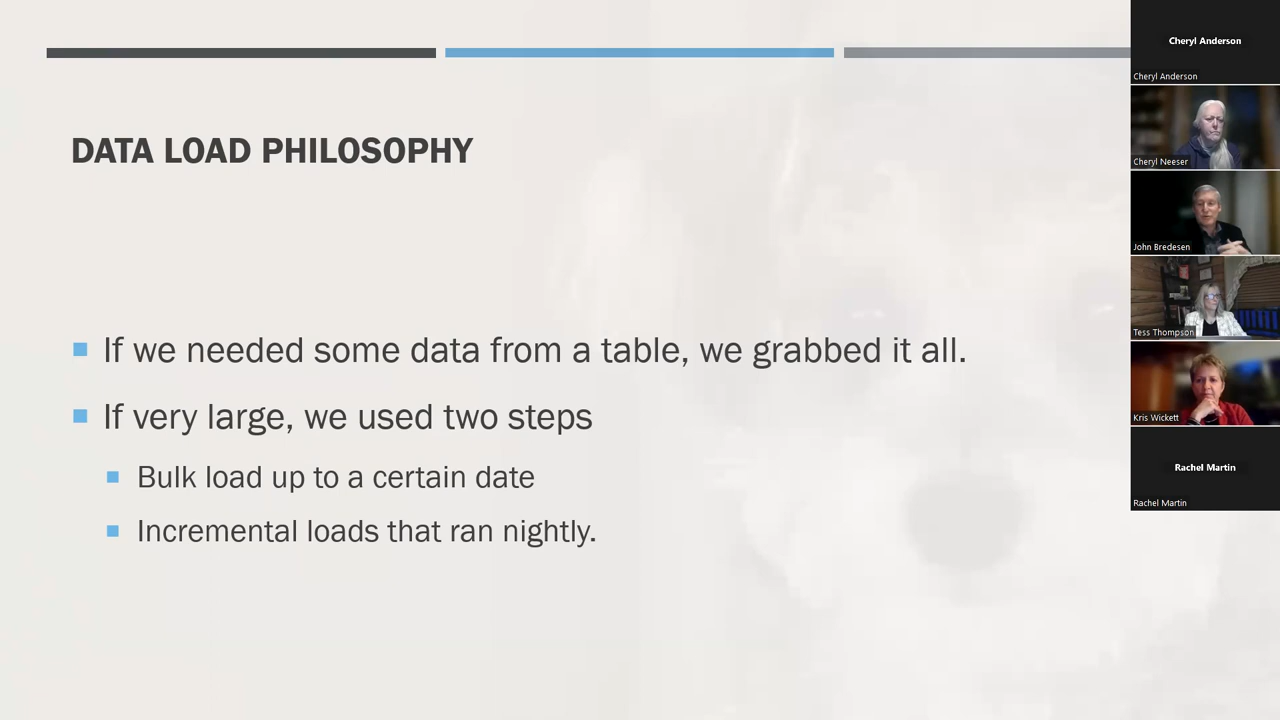 DATA LOAD PHILOSOPHY
If we needed some data from a table, we grabbed it all.
If very large, we used two steps
Bulk load up to a certain date
Incremental loads that ran nightly.
Cheryl Anderson
Cheryl Anderson
Cheryl Neeser
John Bredesen
Tess Thompson
Kris Wickett
Rachel Martin
Rachel Martin